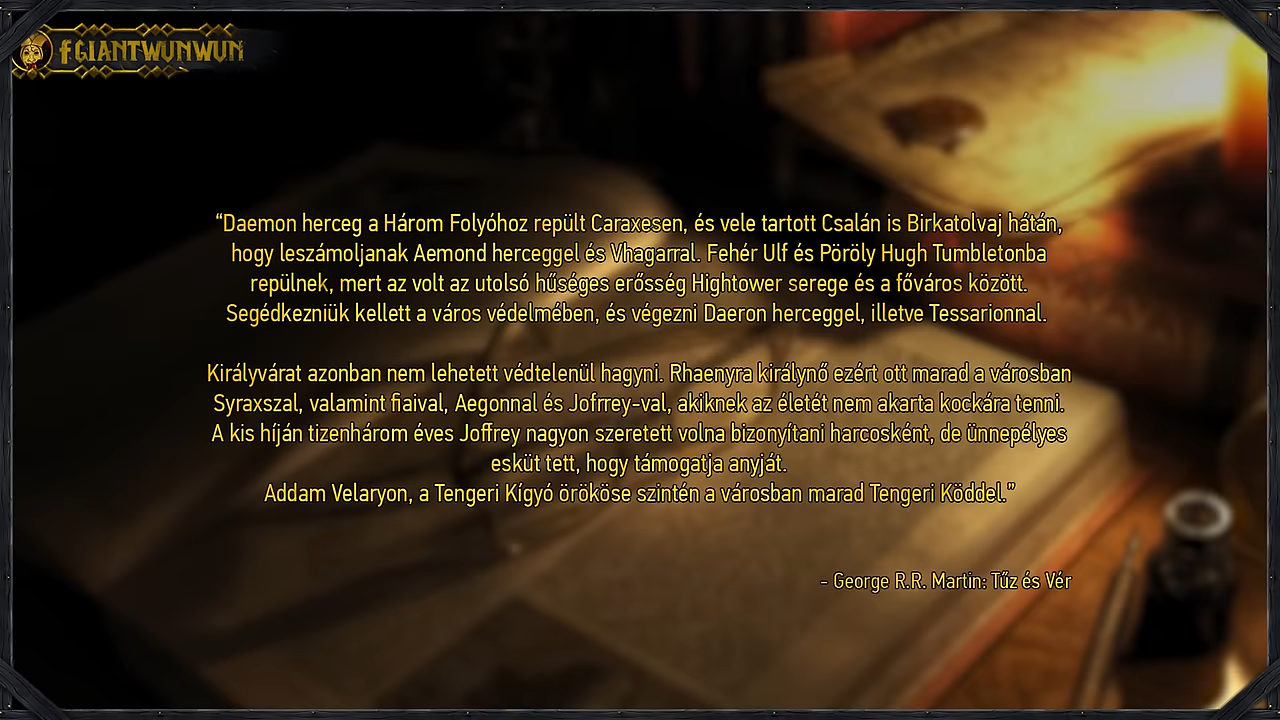 fGIANTWUNWUN
“Daemon herceg a Három Folyóhoz repült Caraxesen, és vele tartott Csalán is Birkatolvaj hátán,
hogy leszámoljanak Aemond herceggel és Vhagarral. Fehér Ulf és Pöröly Hugh Tumbletonba
repülnek, mert az volt az utolsó hűséges erősség Hightower serege és a főváros között.
Segédkezniük kellett a város védelmében, és végezni Daeron herceggel, illetve Tessarionnal.
Királyvárat azonban nem lehetett védtelenül hagyni. Rhaenyra királynő ezért ott marad a városban
Syraxszal, valamint fiaival, Aegonnal és Jofrrey-val, akiknek az életét nem akarta kockára tenni.
A kis híján tizenhárom éves Joffrey nagyon szeretett volna bizonyítani harcosként, de ünnepélyes
esküt tett, hogy támogatja anyját.
Addam Velaryon, a Tengeri Kígyó örököse szintén a városban marad Tengeri Köddel.”
- George R.R. Martin: Tűz és Vér